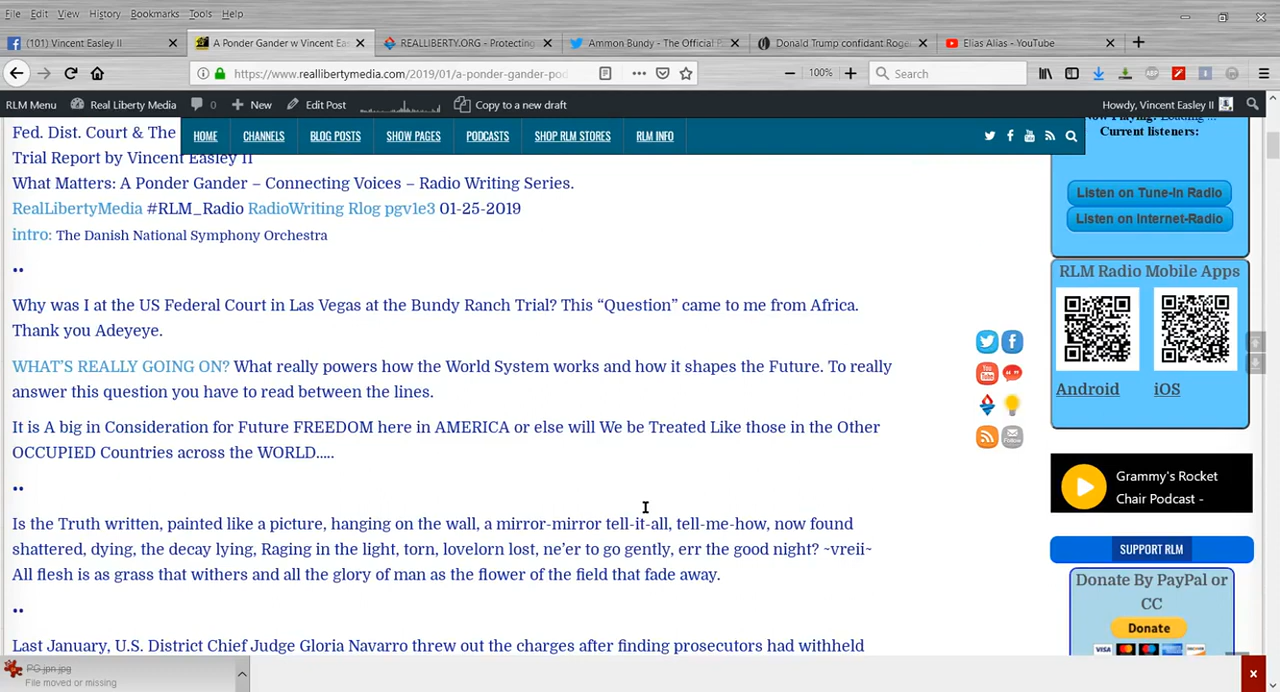 File Edit View History Bookmarks Tools Help
(101) Vincent Easley II
A Ponder Gander w Vincent Eas
REALLIBERTY.ORG - Protecting
Ammon Bundy - The Official P
Donald Trump confidant Roge
Elias Alias - YouTube
https://www.reallibertymedia.com/2019/01/a-ponder-gander-pod
100%
Search
RLM Menu Real Liberty Media 0 New Edit Post Copy to a new draft Howdy, Vincent Easley II
HOME CHANNELS BLOG POSTS SHOW PAGES PODCASTS SHOP RLM STORES RLM INFO
Fed. Dist. Court & The
Trial Report by Vincent Easley II
What Matters: A Ponder Gander – Connecting Voices – Radio Writing Series.
RealLibertyMedia #RLM_Radio RadioWriting Rlog pgv1e3 01-25-2019
intro: The Danish National Symphony Orchestra
••
Why was I at the US Federal Court in Las Vegas at the Bundy Ranch Trial? This “Question” came to me from Africa.
Thank you Adeyeye.
WHAT’S REALLY GOING ON? What really powers how the World System works and how it shapes the Future. To really
answer this question you have to read between the lines.
It is A big in Consideration for Future FREEDOM here in AMERICA or else will We be Treated Like those in the Other
OCCUPIED Countries across the WORLD…..
••
Is the Truth written, painted like a picture, hanging on the wall, a mirror-mirror tell-it-all, tell-me-how, now found
shattered, dying, the decay lying, Raging in the light, torn, lovelorn lost, ne’er to go gently, err the good night? ~vreii~
All flesh is as grass that withers and all the glory of man as the flower of the field that fade away.
••
Last January, U.S. District Chief Judge Gloria Navarro threw out the charges after finding prosecutors had withheld
Now Playing: Loading ...
Current listeners:
Listen on Tune-In Radio
Listen on Internet-Radio
RLM Radio Mobile Apps
Android iOS
You Tube
Follow
Grammy's Rocket
Chair Podcast -
SUPPORT RLM
Donate By PayPal or
CC
Donate
VISA
PG.jpn.jpg
File moved or missing